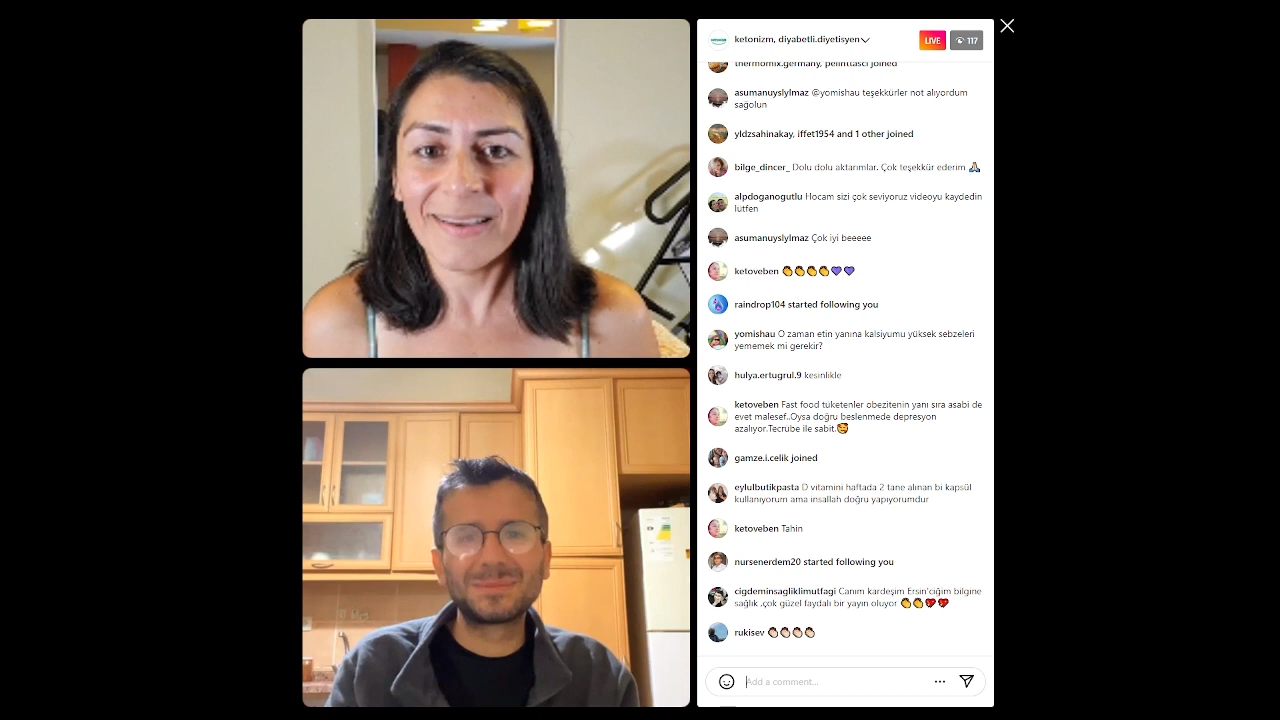 ketonizm, diyabetli.diyetisyen
LIVE
117
thermomix.germany, pelinttasci joined
asumanuyslylmaz @yomishau teşekkürler not alıyordum
sağolun
yldzsahinakay, iffet1954 and 1 other joined
bilge_dincer_ Dolu dolu aktarımlar. Çok teşekkür ederim 🙏🏻
alpdoganogutlu Hocam sizi çok seviyoruz videoyu kaydedin
lütfen
asumanuyslylmaz Çok iyi beeeee
ketoveben 👏👏👏👏💜💜
raindrop104 started following you
yomishau O zaman etin yanına kalsiyumu yüksek sebzeleri
yememek mi gerekir?
hulya.ertugrul.9 kesinlikle
ketoveben Fast food tüketenler obezitenin yanı sıra asabi de
evet malesef..Oysa doğru beslenmede depresyon
azalıyor.Tecrübe ile sabit.🥰
gamze.i.celik joined
eylulbutikpasta D vitamini haftada 2 tane alınan bi kapsül
kullanıyorum ama insallah doğru yapıyorumdur
ketoveben Tahin
nursenerdem20 started following you
cigdeminsagliklimutfagi Canım kardeşim Ersin'ciğim bilgine
sağlık ,çok güzel faydalı bir yayın oluyor 👏👏❤️❤️
rukisev 👏🏻👏🏻👏🏻👏🏻
Add a comment...